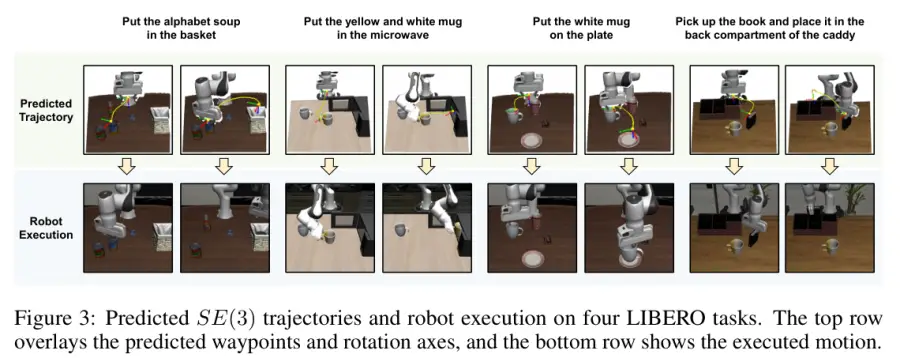 Put the alphabet soup
in the basket
Put the yellow and white mug
in the microwave
Put the white mug
on the plate
Pick up the book and place it in the
back compartment of the caddy
Predicted
Trajectory
Robot
Execution
Figure 3: Predicted SE(3) trajectories and robot execution on four LIBERO tasks. The top row
overlays the predicted waypoints and rotation axes, and the bottom row shows the executed motion.